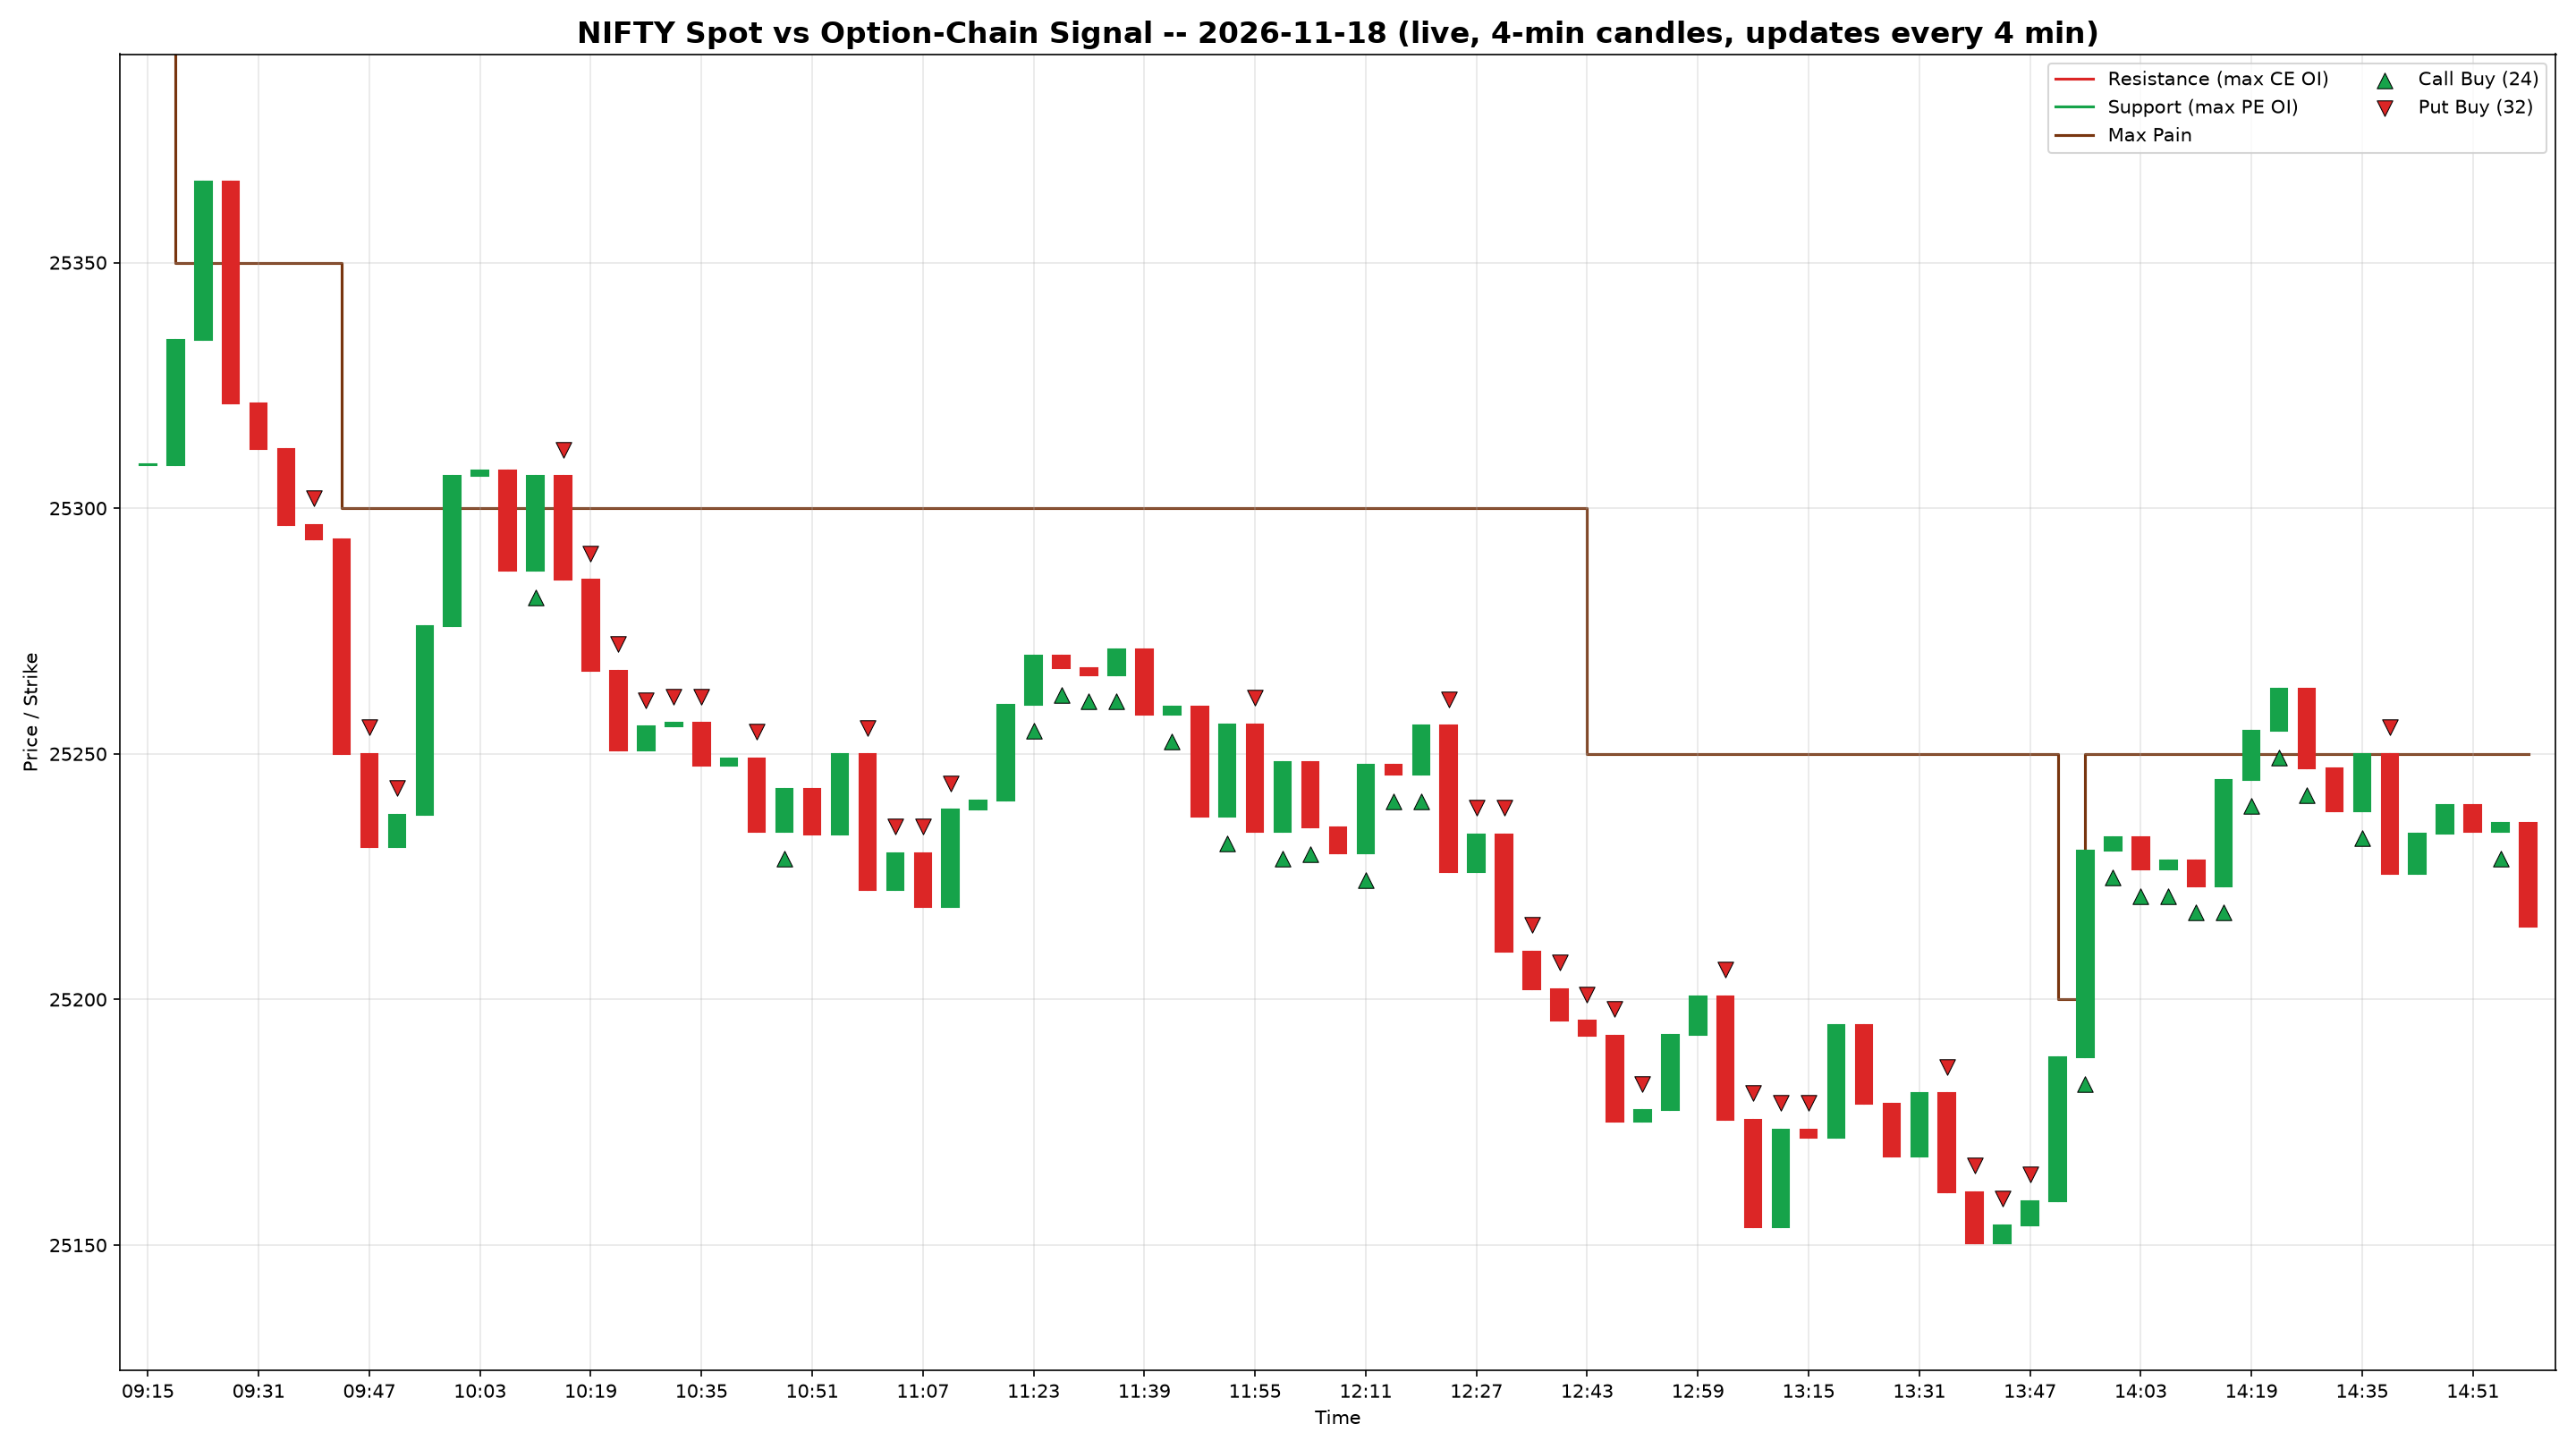 NIFTY Spot vs Option-Chain Signal -- 2026-11-18 (live, 4-min candles, updates every 4 min)
Resistance (max CE OI)
Support (max PE OI)
Max Pain
Call Buy (24)
Put Buy (32)
Price / Strike
25350
25300
25250
25200
25150
09:15 09:31 09:47 10:03 10:19 10:35 10:51 11:07 11:23 11:39 11:55 12:11 12:27 12:43 12:59 13:15 13:31 13:47 14:03 14:19 14:35 14:51
Time